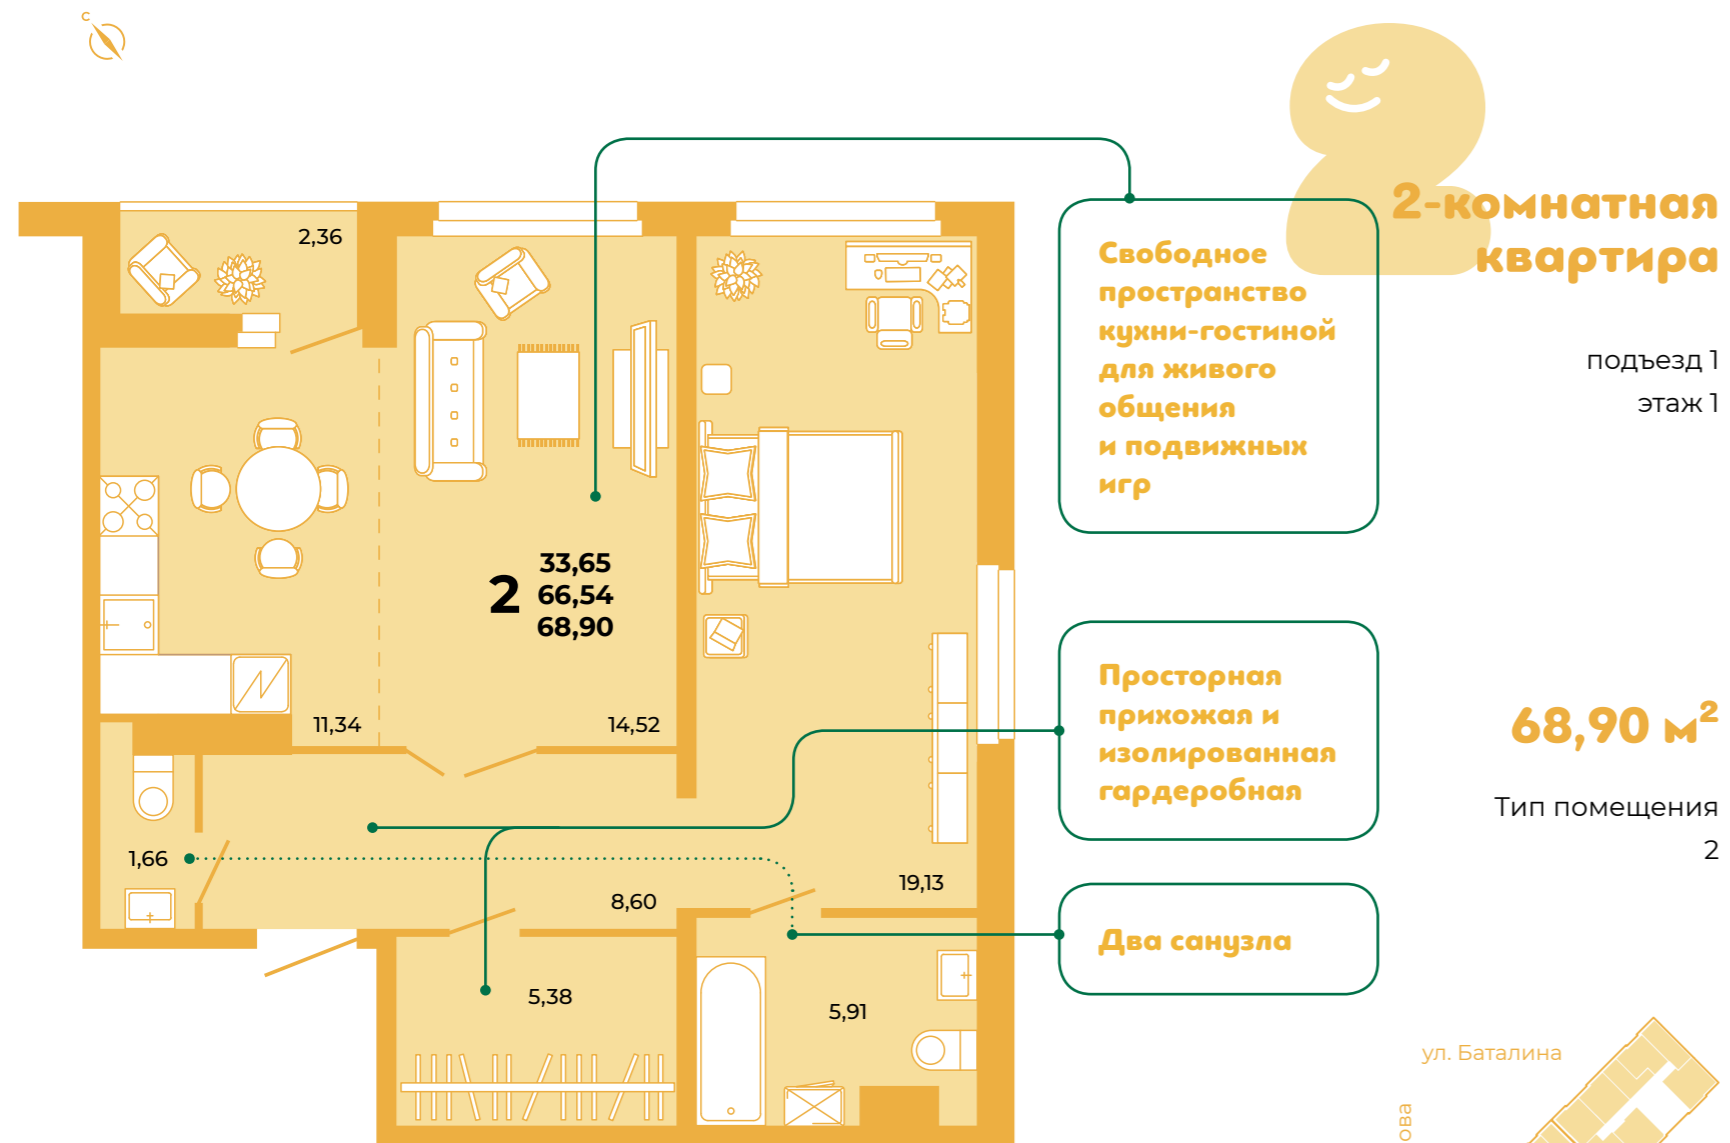 С
2-комнатная
квартира
подъезд 1
этаж 1
Свободное
пространство
кухни-гостиной
для живого
общения
и подвижных
игр
2,36
2
33,65
66,54
68,90
11,34
14,52
Просторная
прихожая и
изолированная
гардеробная
68,90 м²
Тип помещения
2
1,66
8,60
19,13
Два санузла
5,38
5,91
ул. Баталина